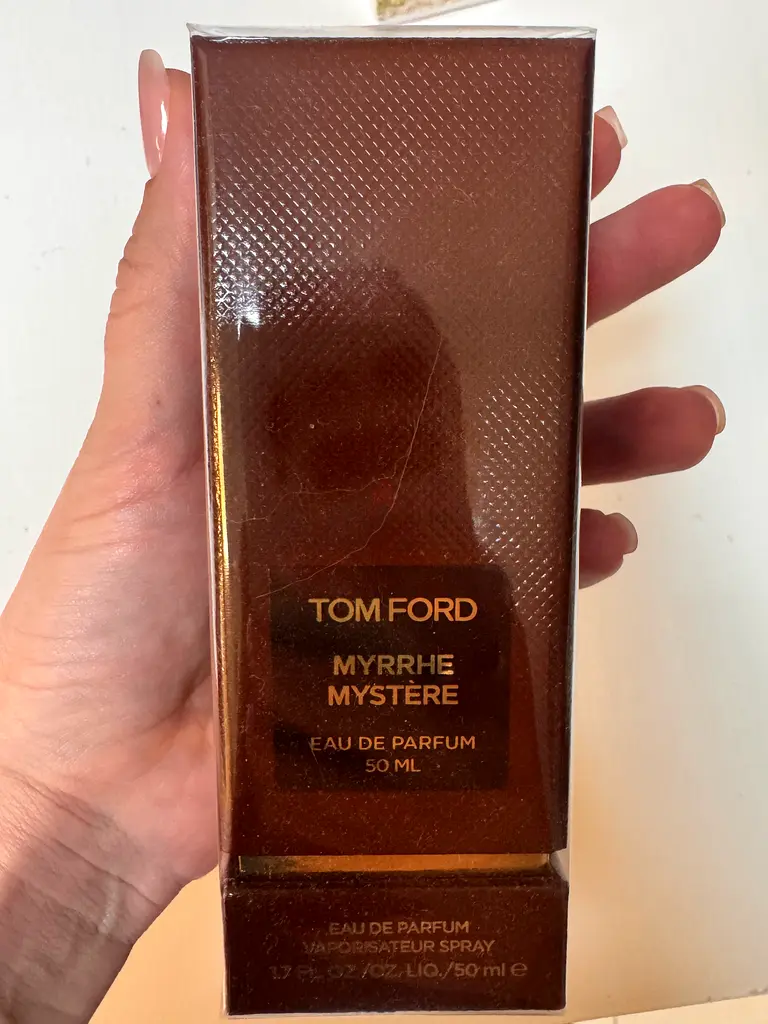 TOM FORD
MYRRHE
MYSTÈRE
EAU DE PARFUM
50 ML
EAU DE PARFUM
VAPORISATEUR SPRAY
1.7 FL.OZ./OZ.LIQ./50 ml ℮